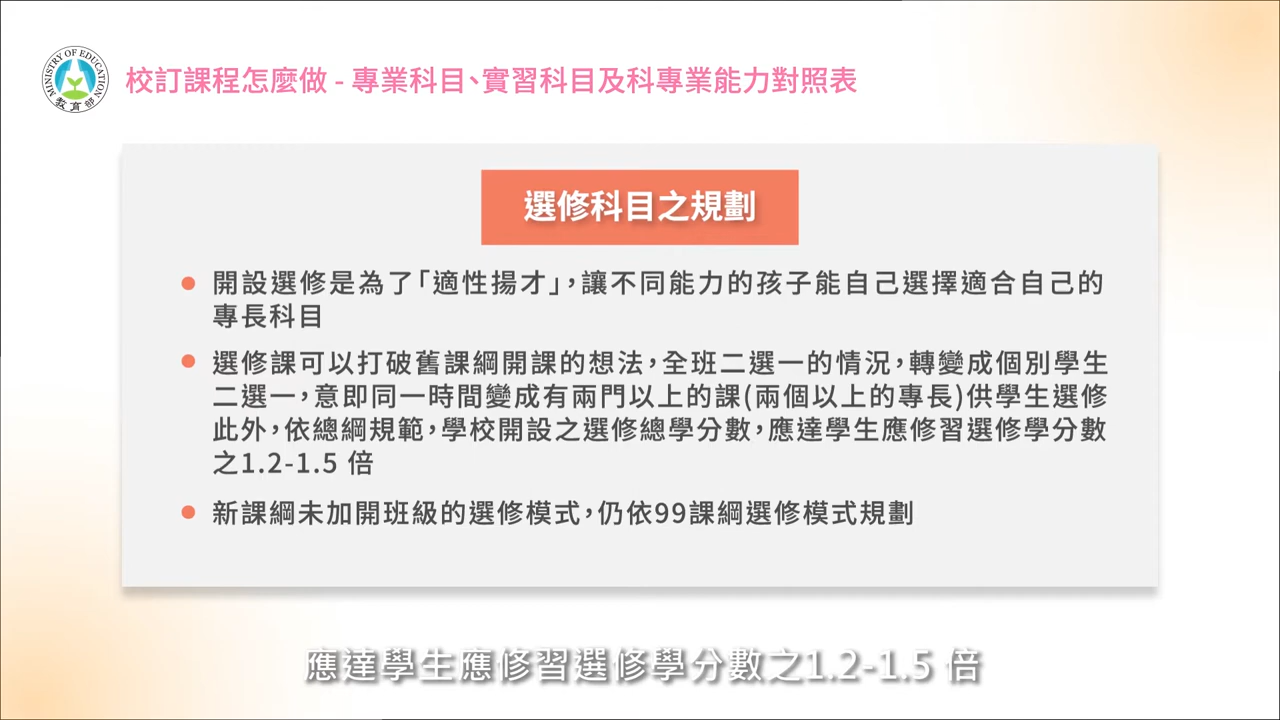 MINISTRY OF EDUCATION
教育部
校訂課程怎麼做 - 專業科目、實習科目及科專業能力對照表
選修科目之規劃
開設選修是為了「適性揚才」，讓不同能力的孩子能自己選擇適合自己的
專長科目
選修課可以打破舊課綱開課的想法，全班二選一的情況，轉變成個別學生
二選一，意即同一時間變成有兩門以上的課(兩個以上的專長)供學生選修
此外，依總綱規範，學校開設之選修總學分數，應達學生應修習選修學分數
之1.2-1.5 倍
新課綱未加開班級的選修模式，仍依99課綱選修模式規劃
應達學生應修習選修學分數之1.2-1.5 倍